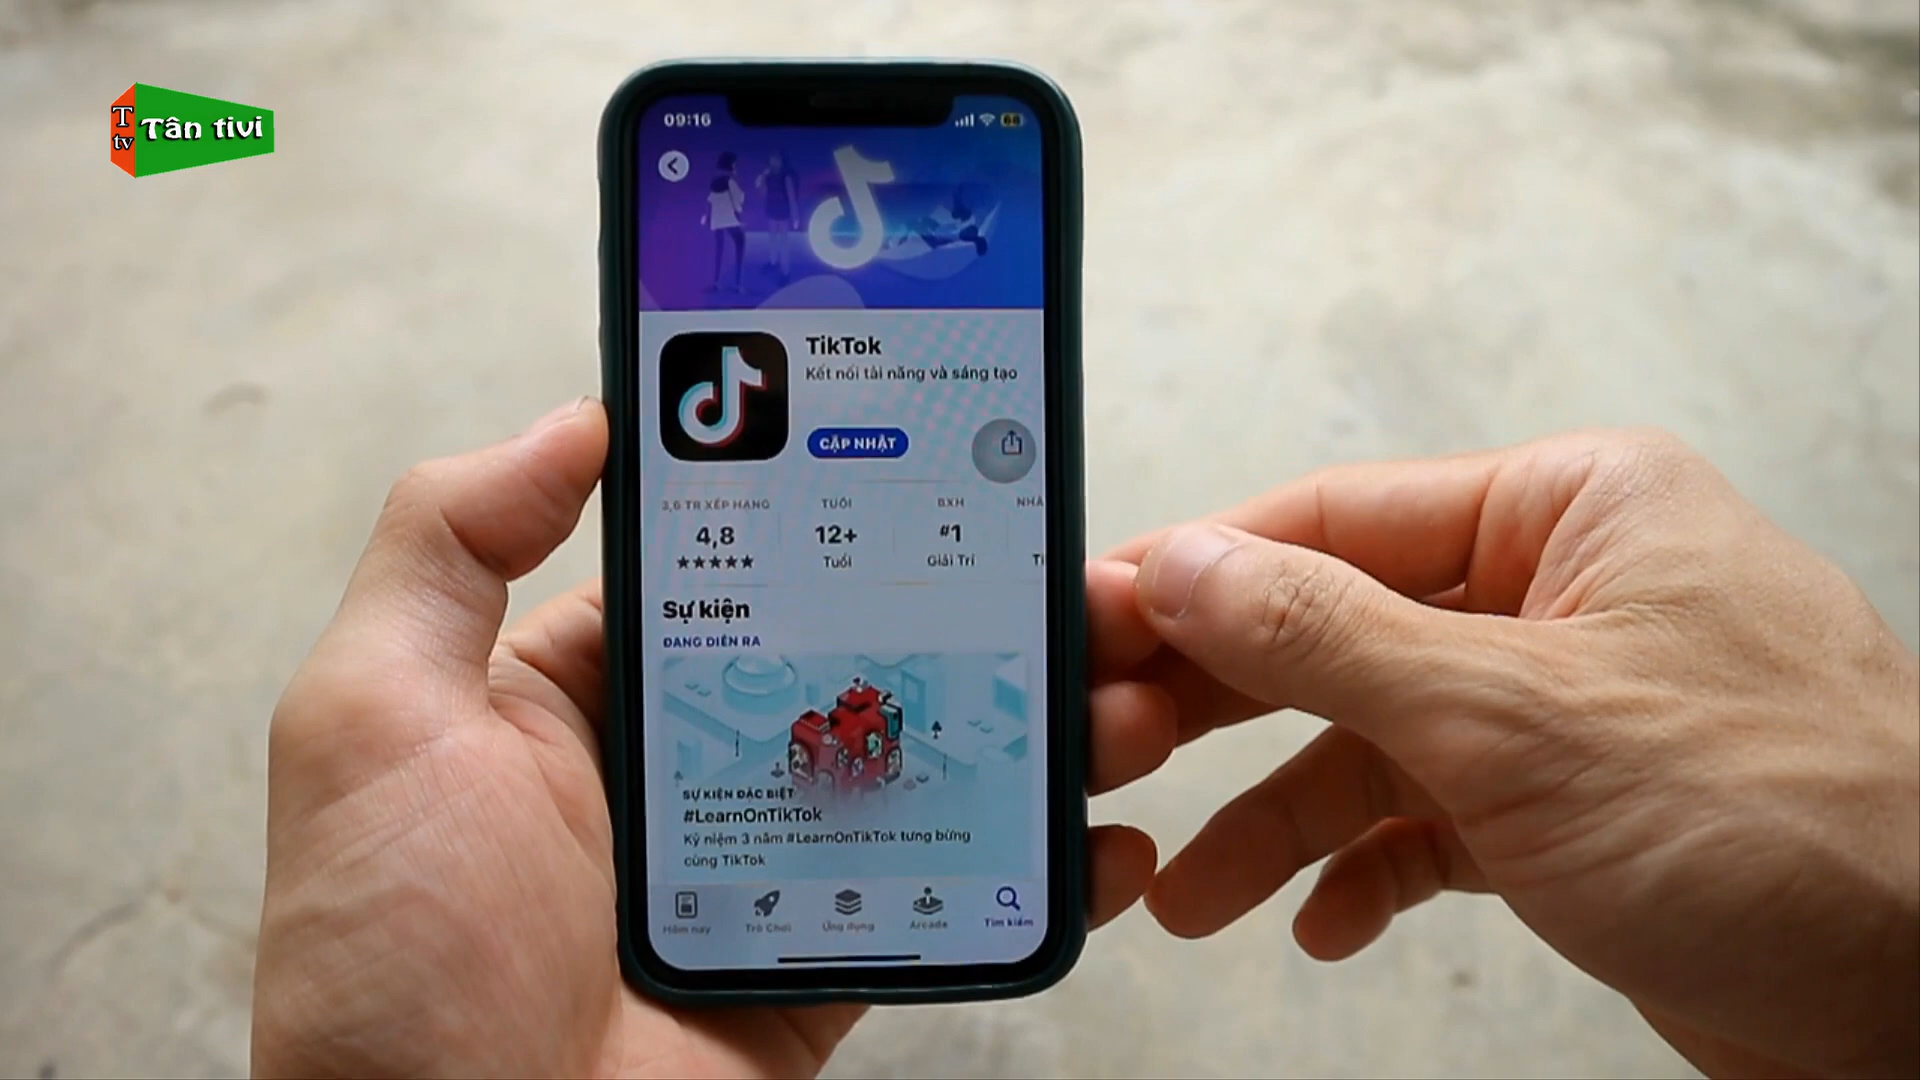 T
tv
Tân tivi
09:16
68
TikTok
Kết nối tài năng và sáng tạo
CẬP NHẬT
3,6 TR XẾP HẠNG
TUỔI
BXH
NHÀ
4,8
12+
#1
★★★★★
Tuổi
Giải Trí
Sự kiện
ĐANG DIỄN RA
SỰ KIỆN ĐẶC BIỆT
#LearnOnTikTok
Kỷ niệm 3 năm #LearnOnTikTok tưng bừng
cùng TikTok
Hôm nay
Trò Chơi
Ứng dụng
Arcade
Tìm kiếm